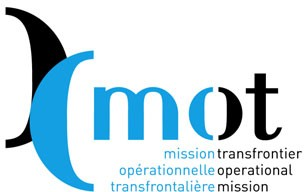 mot
mission transfrontier
opérationnelle operational
transfrontalière mission